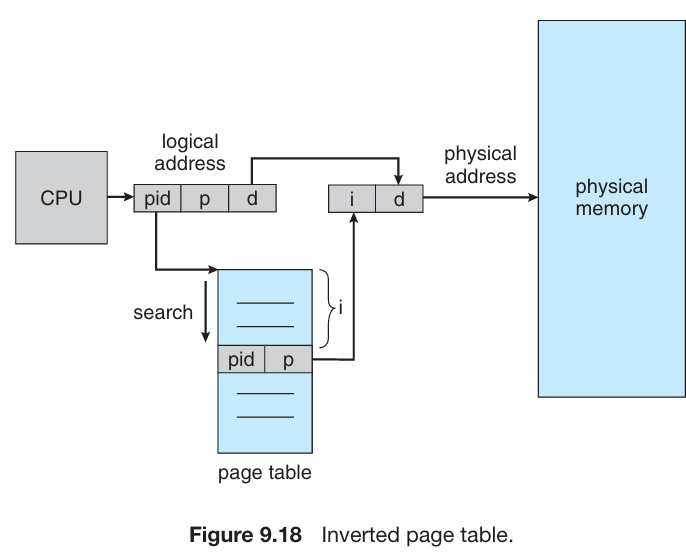 logical
address
physical
address
CPU
pid p d
i d
physical
memory
search
i
pid p
page table
Figure 9.18 Inverted page table.